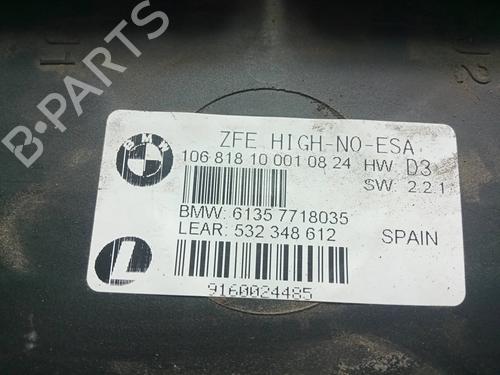 H
U2
BMW
ZFE HIGH-NO-ESA
106 818 10 001 08 24 HW D3
SW: 2.2.1
BMW: 6135 7718035
LEAR: 532 348 612 SPAIN
L
9160024485
B-PARTS